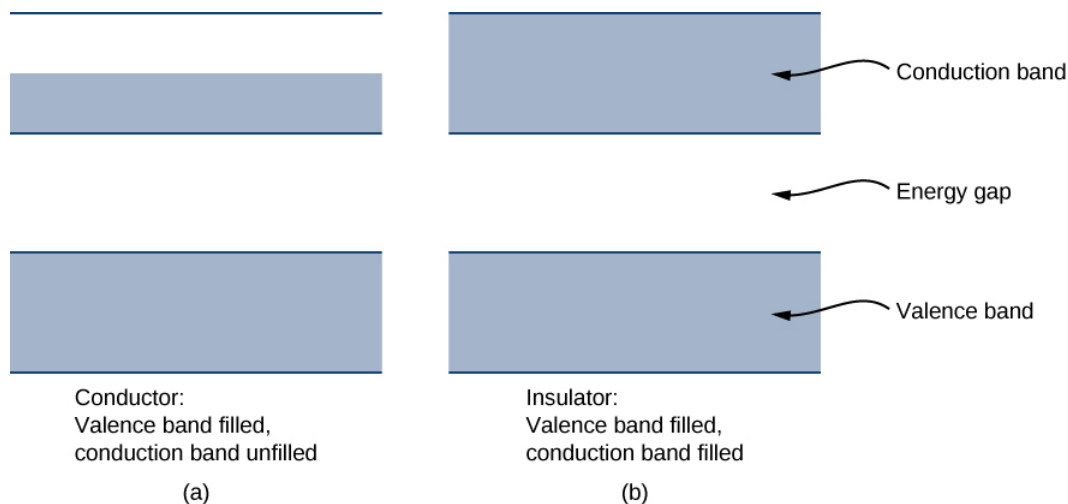 Conduction band
Energy gap
Valence band
Conductor:
Valence band filled,
conduction band unfilled
(a)
Insulator:
Valence band filled,
conduction band filled
(b)